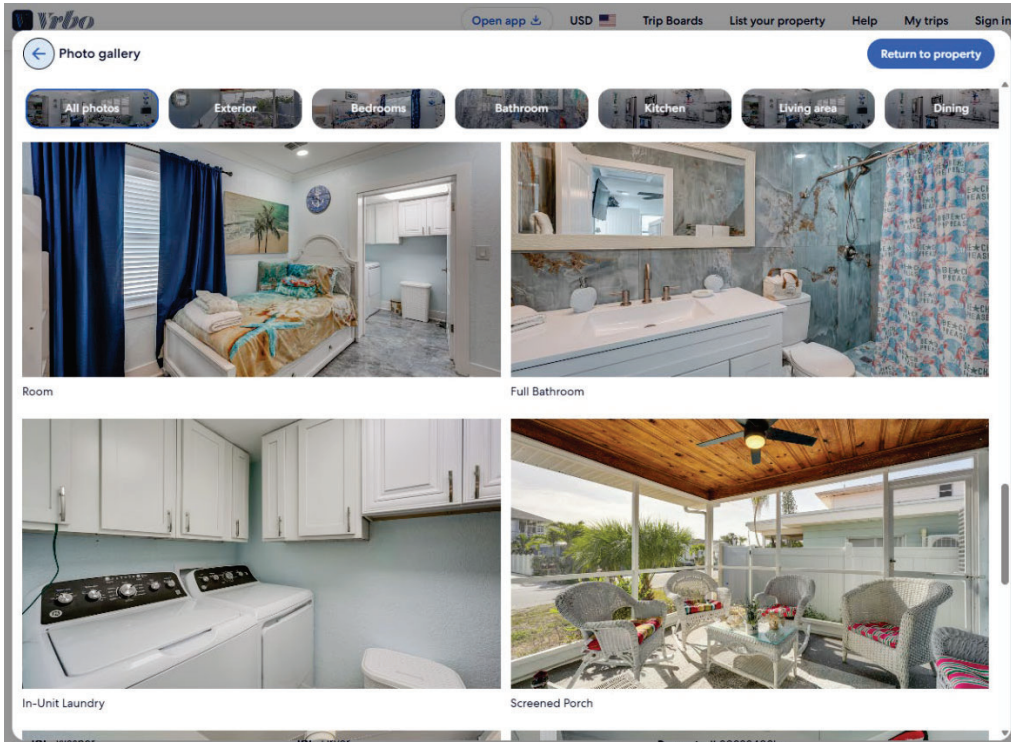 Vrbo
Open app USD Trip Boards List your property Help My trips Sign in
Photo gallery
Return to property
All photos Exterior Bedrooms Bathroom Kitchen Living area Dining
Room
Full Bathroom
In-Unit Laundry
Screened Porch